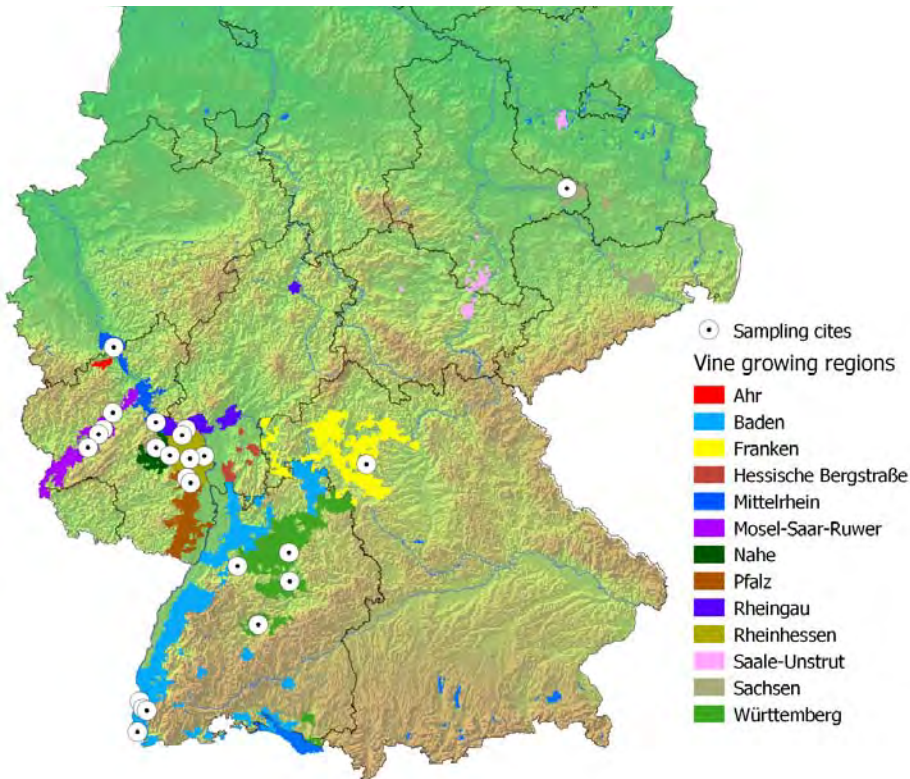 Sampling cites
Vine growing regions
Ahr
Baden
Franken
Hessische Bergstraße
Mittelrhein
Mosel-Saar-Ruwer
Nahe
Pfalz
Rheingau
Rheinhessen
Saale-Unstrut
Sachsen
Württemberg